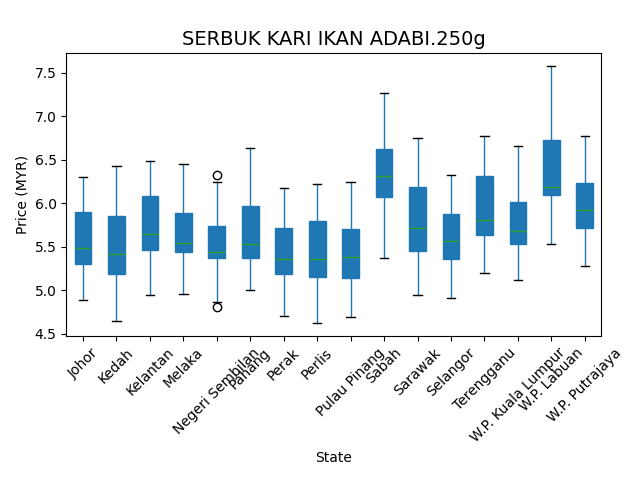 SERBUK KARI IKAN ADABI.250g
Price (MYR)
7.5
7.0
6.5
6.0
5.5
5.0
4.5
Johor
Kedah
Kelantan
Melaka
Negeri Sembilan
Pahang
Perak
Perlis
Pulau Pinang
Sabah
Sarawak
Selangor
Terengganu
W.P. Kuala Lumpur
W.P. Labuan
W.P. Putrajaya
State